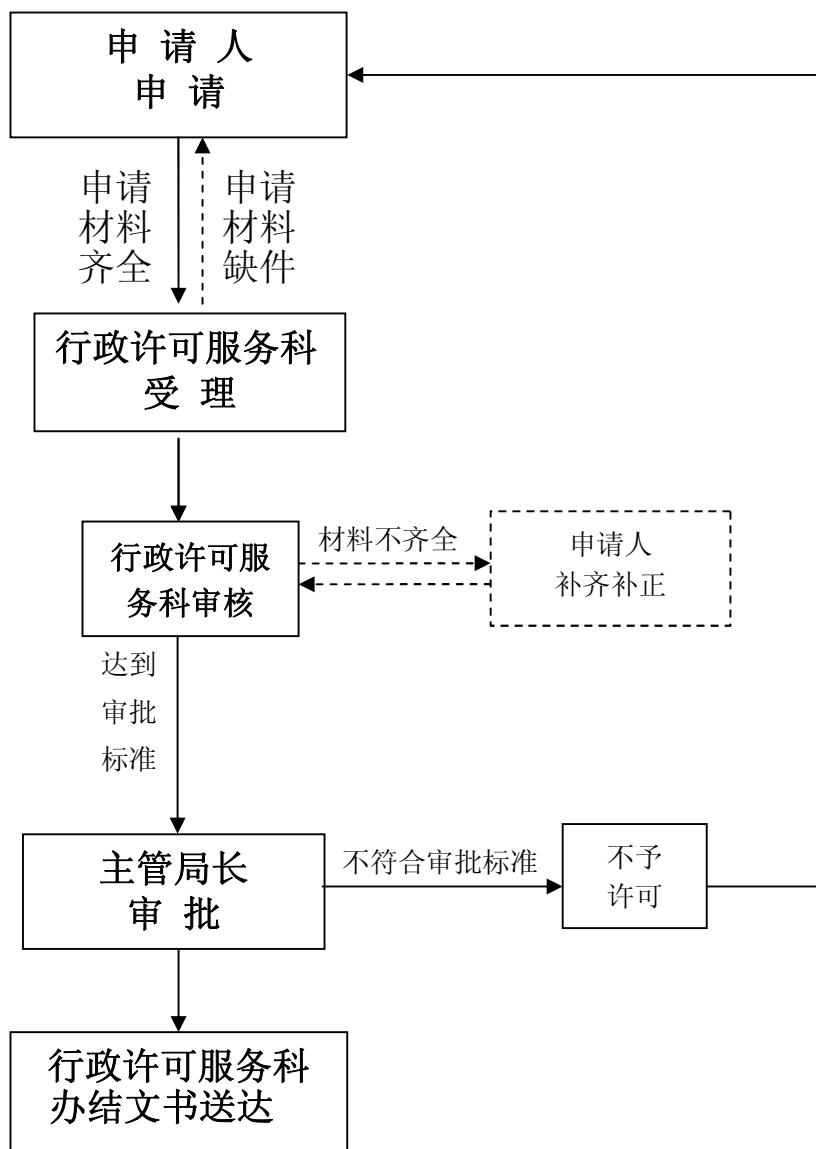 申 请 人
申 请
申请
材料
齐全
申请
材料
缺件
行政许可服务科
受 理
行政许可服
务科审核
材料不齐全
申请人
补齐补正
达到
审批
标准
主管局长
审 批
不符合审批标准
不予
许可
行政许可服务科
办结文书送达